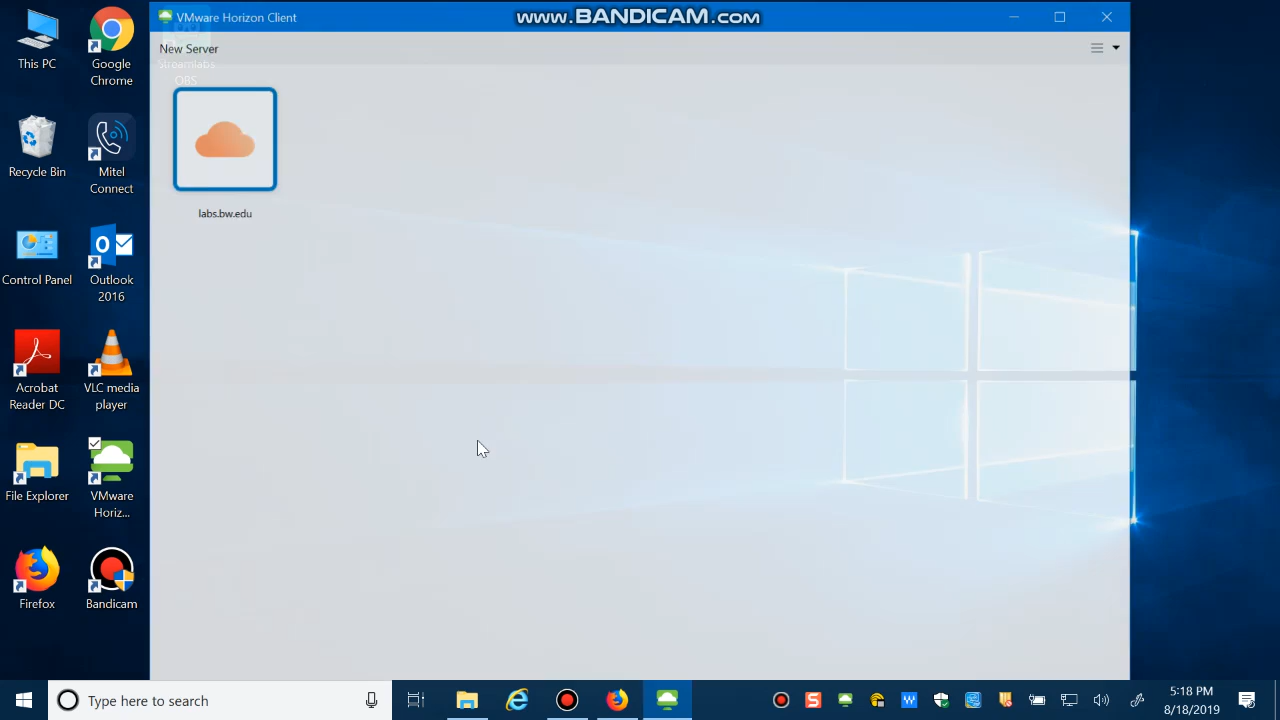 www.BANDICAM.com
VMware Horizon Client
New Server
Streamlabs
OBS
labs.bw.edu
This PC
Google
Chrome
Recycle Bin
Mitel
Connect
Control Panel
Outlook
2016
Acrobat
Reader DC
VLC media
player
File Explorer
VMware
Horiz...
Firefox
Bandicam
Type here to search
5:18 PM
8/18/2019